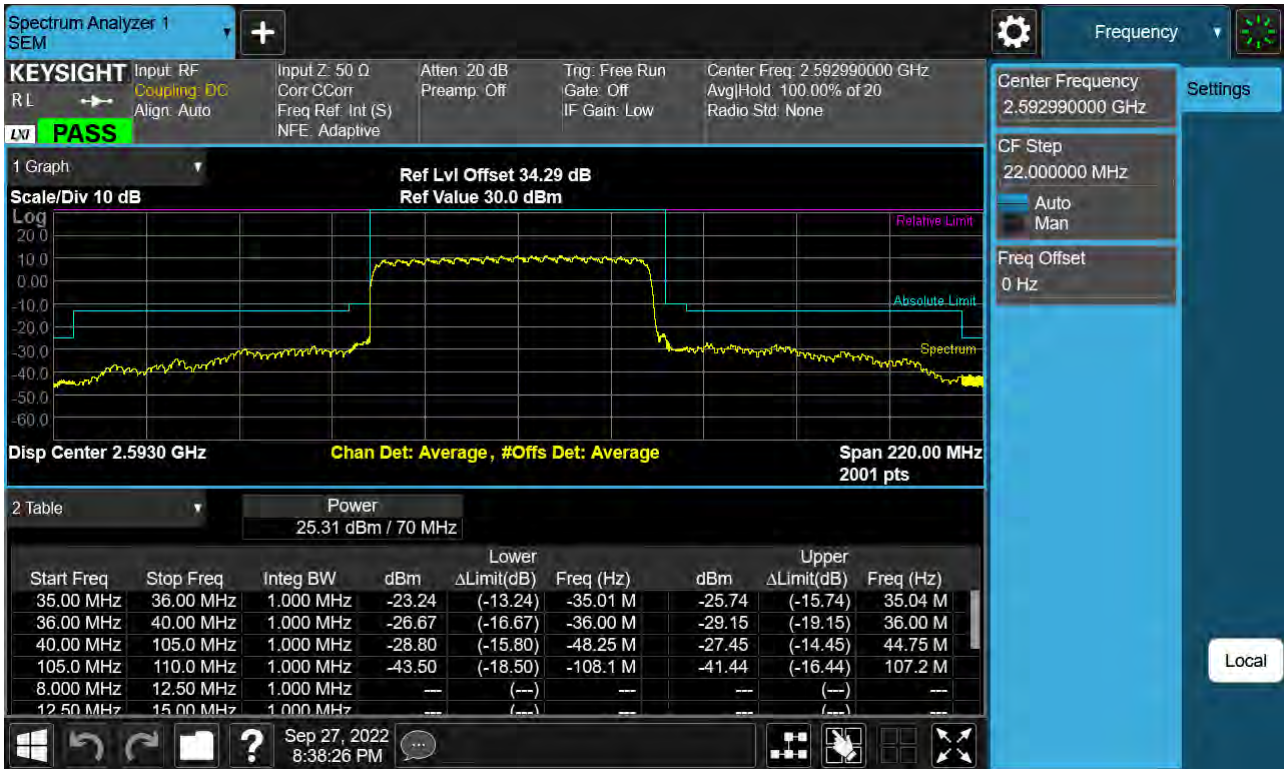 Spectrum Analyzer 1
SEM
Frequency
KEYSIGHT
R L
LXI PASS
Input: RF
Coupling: DC
Align: Auto
Input Z: 50 Ω
Corr CCorr
Freq Ref: Int (S)
NFE: Adaptive
Atten: 20 dB
Preamp: Off
Trig: Free Run
Gate: Off
IF Gain: Low
Center Freq: 2.592990000 GHz
Avg|Hold: 100.00% of 20
Radio Std: None
Center Frequency
2.592990000 GHz
Settings
CF Step
22.000000 MHz
Auto
Man
Freq Offset
0 Hz
Local
1 Graph
Scale/Div 10 dB
Ref Lvl Offset 34.29 dB
Ref Value 30.0 dBm
Log
20.0
10.0
0.00
-10.0
-20.0
-30.0
-40.0
-50.0
-60.0
Relative Limit
Absolute Limit
Spectrum
Disp Center 2.5930 GHz
Chan Det: Average, #Offs Det: Average
Span 220.00 MHz
2001 pts
2 Table
Power
25.31 dBm / 70 MHz
Lower Upper
Start Freq Stop Freq Integ BW dBm ΔLimit(dB) Freq (Hz) dBm ΔLimit(dB) Freq (Hz)
35.00 MHz 36.00 MHz 1.000 MHz -23.24 (-13.24) -35.01 M -25.74 (-15.74) 35.04 M
36.00 MHz 40.00 MHz 1.000 MHz -26.67 (-16.67) -36.00 M -29.15 (-19.15) 36.00 M
40.00 MHz 105.0 MHz 1.000 MHz -28.80 (-15.80) -48.25 M -27.45 (-14.45) 44.75 M
105.0 MHz 110.0 MHz 1.000 MHz -43.50 (-18.50) -108.1 M -41.44 (-16.44) 107.2 M
8.000 MHz 12.50 MHz 1.000 MHz --- (---) --- --- (---) ---
12.50 MHz 15.00 MHz 1.000 MHz --- (---) --- --- (---) ---
Sep 27, 2022
8:38:26 PM